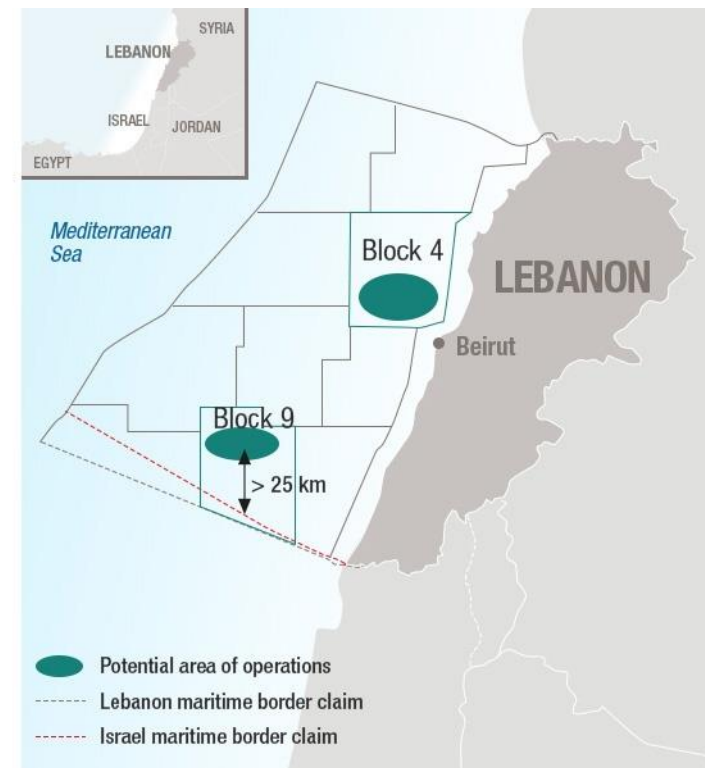 SYRIA
LEBANON
ISRAEL
JORDAN
EGYPT
Mediterranean
Sea
Block 4
LEBANON
Beirut
Block 9
> 25 km
Potential area of operations
Lebanon maritime border claim
Israel maritime border claim